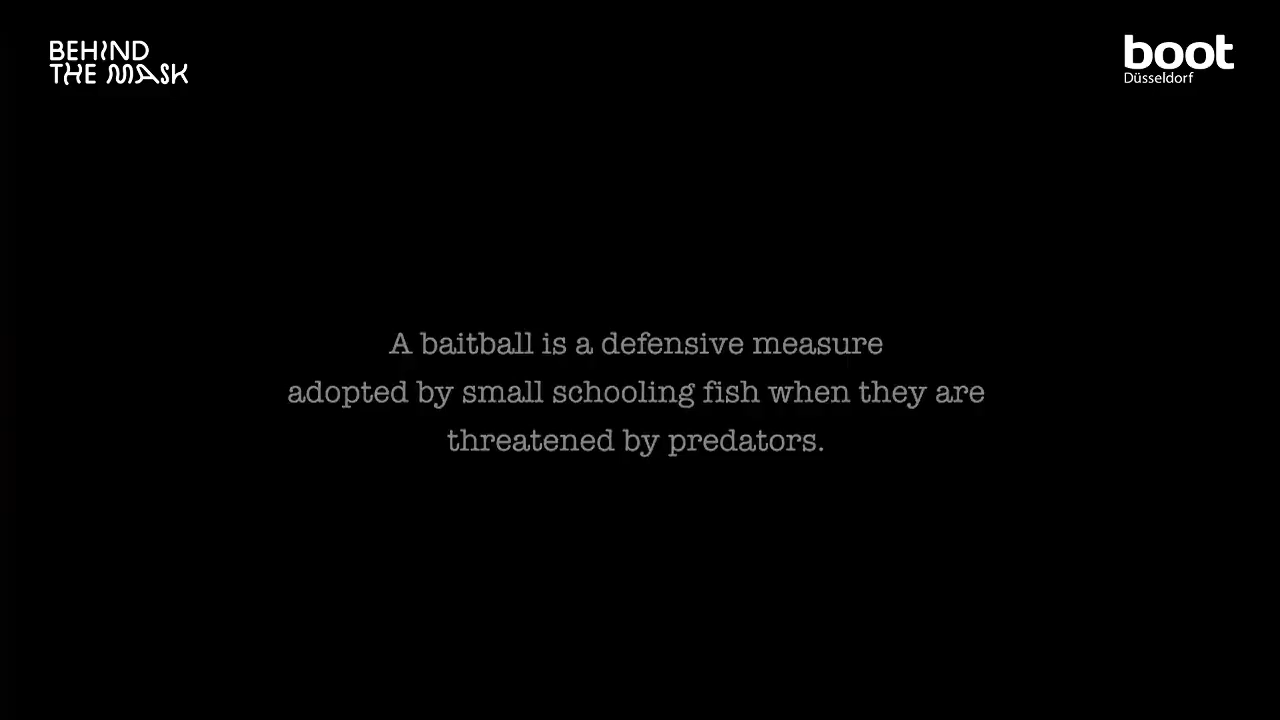 BEHIND
THE MASK
boot
Düsseldorf
A baitball is a defensive measure
adopted by small schooling fish when they are
threatened by predators.